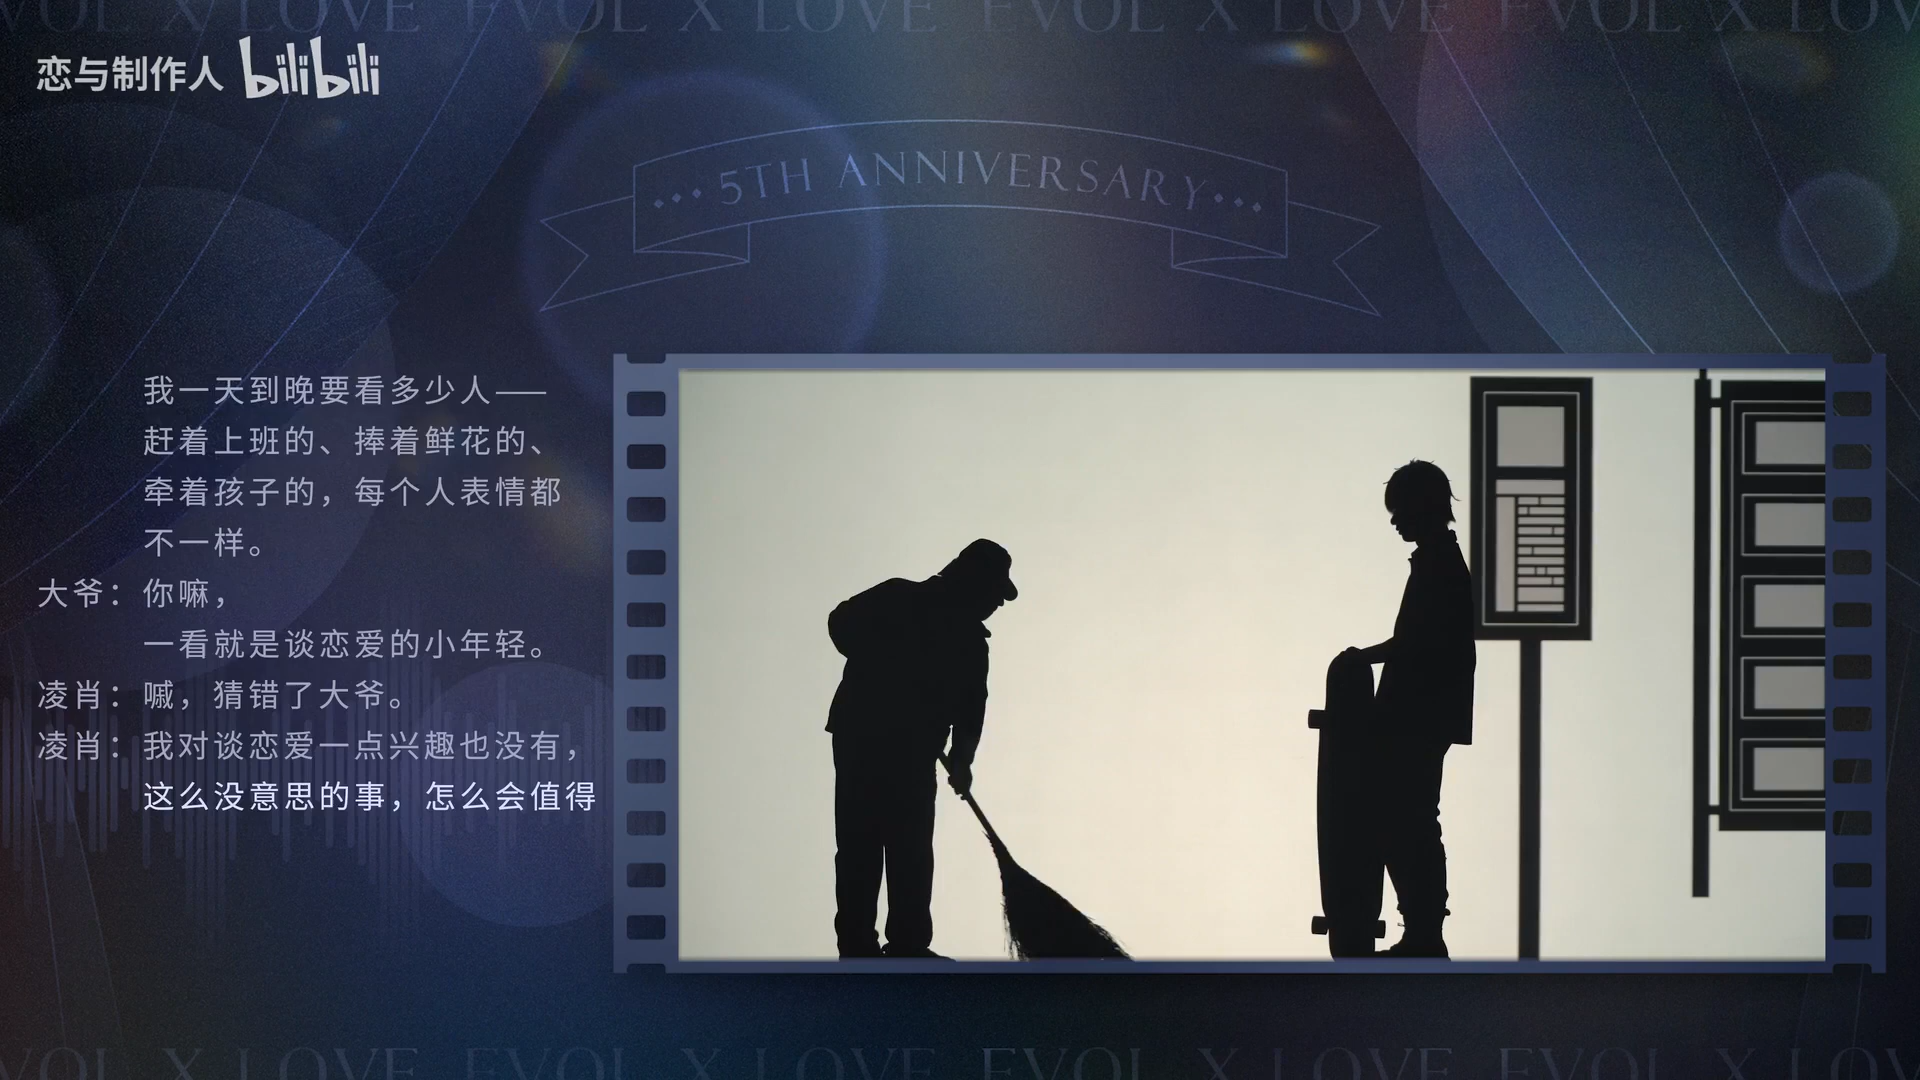 EVOL X LOVE EVOL X LOVE EVOL X LOVE EVOL X LOV
恋与制作人 bilibili
5TH ANNIVERSARY
我一天到晚要看多少人——
赶着上班的、捧着鲜花的、
牵着孩子的，每个人表情都
不一样。
大爷：你嘛，
一看就是谈恋爱的小年轻。
凌肖：嘁，猜错了大爷。
凌肖：我对谈恋爱一点兴趣也没有，
这么没意思的事，怎么会值得
VOL X LOVE EVOL X LOVE EVOL X LOVE EVOL X LOV